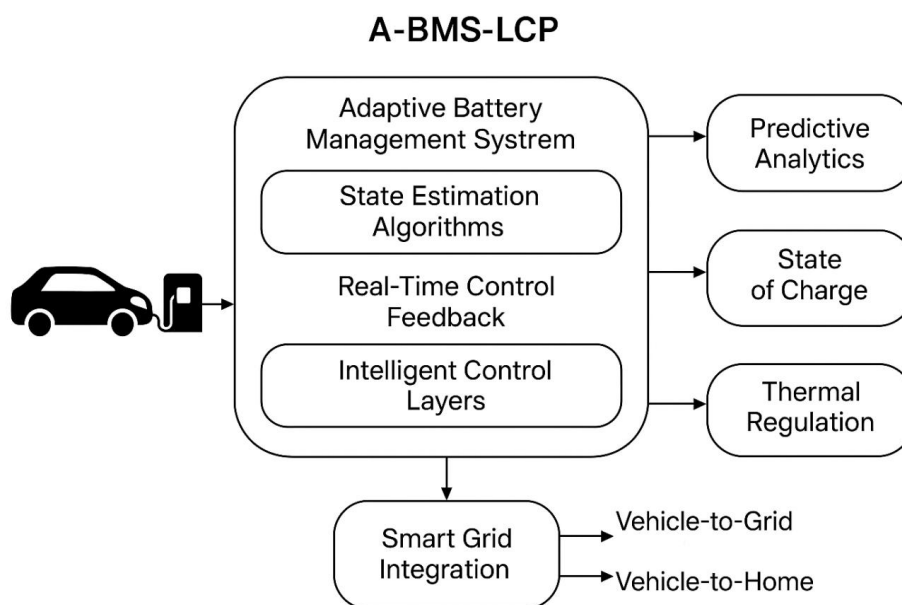 A-BMS-LCP
Adaptive Battery
Management Systrem
State Estimation
Algorithms
Real-Time Control
Feedback
Intelligent Control
Layers
Predictive
Analytics
State
of Charge
Thermal
Regulation
Smart Grid
Integration
Vehicle-to-Grid
Vehicle-to-Home